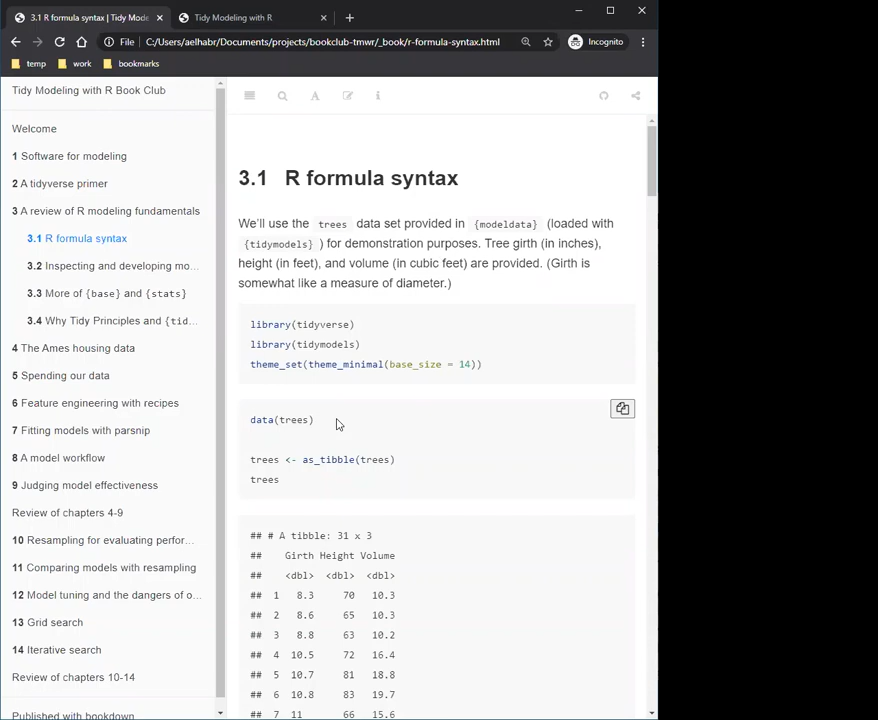 3.1 R formula syntax | Tidy Mode
Tidy Modeling with R
File C:/Users/aelhabr/Documents/projects/bookclub-tmwr/_book/r-formula-syntax.html
Incognito
temp work bookmarks
Tidy Modeling with R Book Club
Welcome
1 Software for modeling
2 A tidyverse primer
3 A review of R modeling fundamentals
3.1 R formula syntax
3.2 Inspecting and developing mo...
3.3 More of {base} and {stats}
3.4 Why Tidy Principles and {tid...
4 The Ames housing data
5 Spending our data
6 Feature engineering with recipes
7 Fitting models with parsnip
8 A model workflow
9 Judging model effectiveness
Review of chapters 4-9
10 Resampling for evaluating perfor...
11 Comparing models with resampling
12 Model tuning and the dangers of o...
13 Grid search
14 Iterative search
Review of chapters 10-14
Published with bookdown
3.1 R formula syntax
We'll use the trees data set provided in {modeldata} (loaded with
{tidymodels} ) for demonstration purposes. Tree girth (in inches),
height (in feet), and volume (in cubic feet) are provided. (Girth is
somewhat like a measure of diameter.)
library(tidyverse)
library(tidymodels)
theme_set(theme_minimal(base_size = 14))
data(trees)
trees <- as_tibble(trees)
trees
## # A tibble: 31 x 3
## Girth Height Volume
## <dbl> <dbl> <dbl>
## 1 8.3 70 10.3
## 2 8.6 65 10.3
## 3 8.8 63 10.2
## 4 10.5 72 16.4
## 5 10.7 81 18.8
## 6 10.8 83 19.7
## 7 11 66 15.6